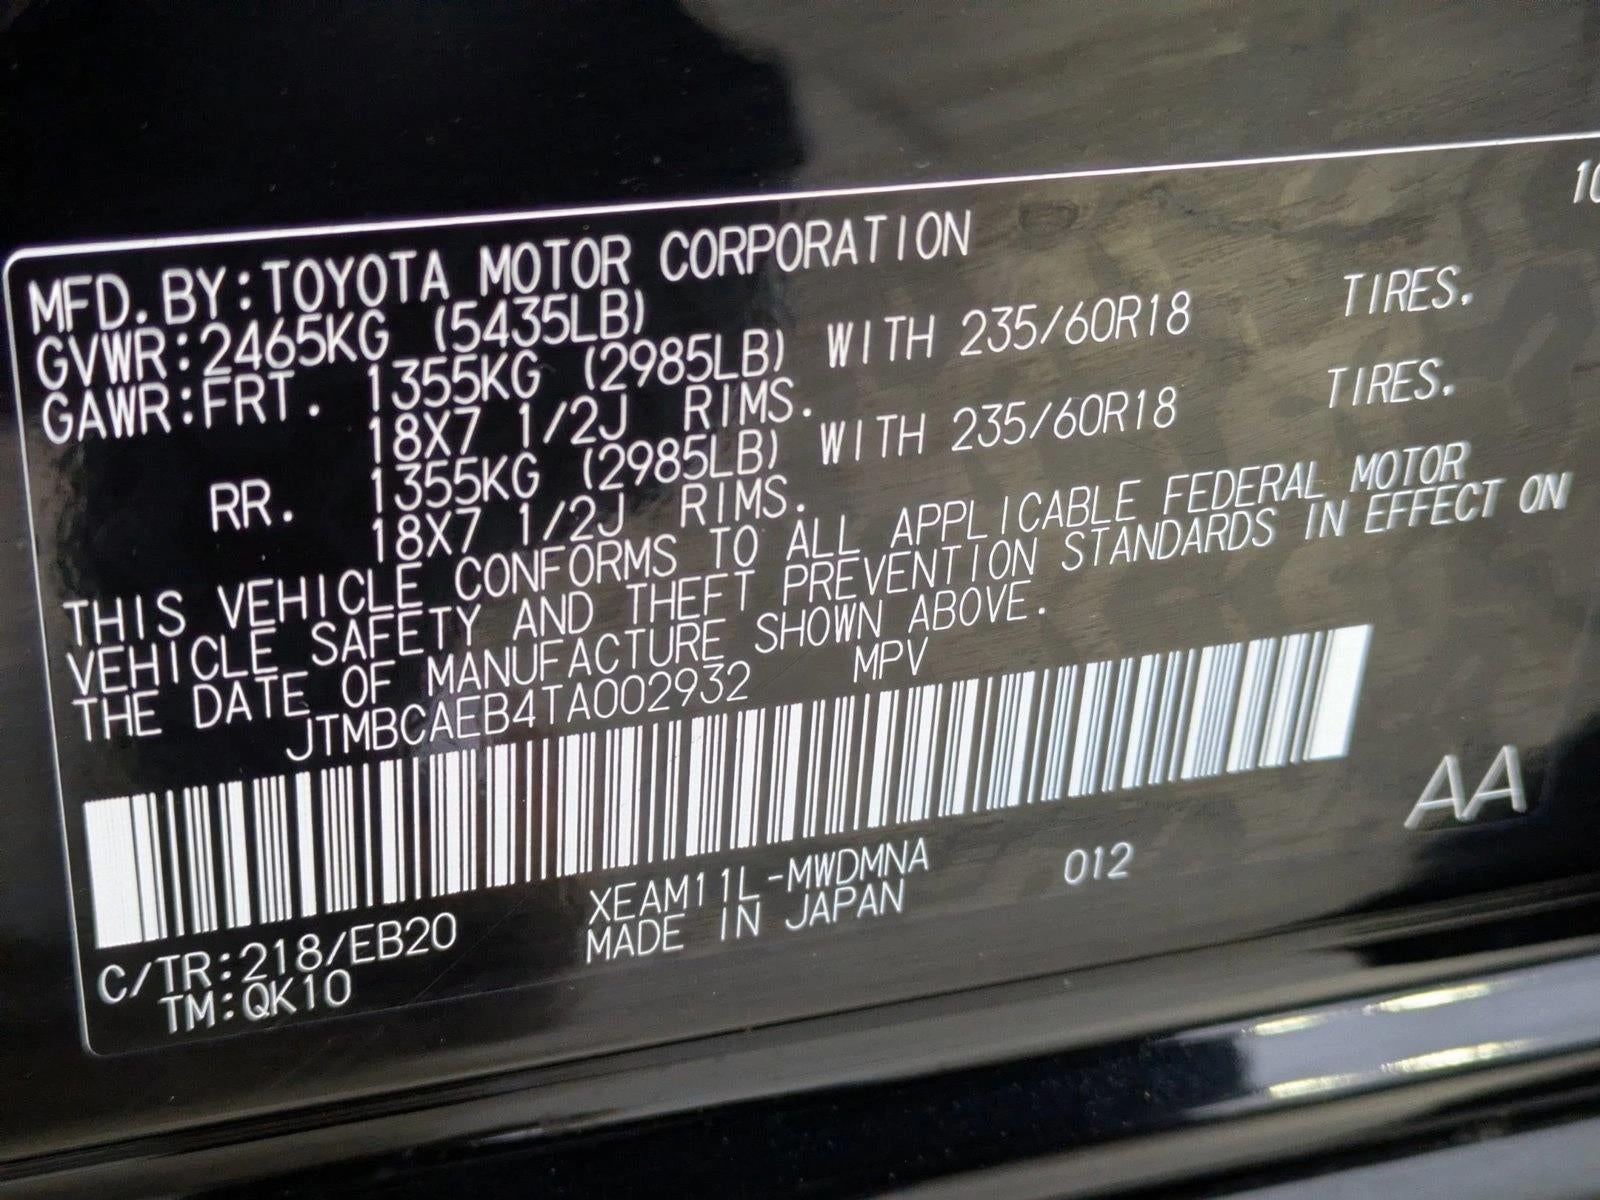 10
MFD. BY:TOYOTA MOTOR CORPORATION
GVWR:2465KG (5435LB)
GAWR:FRT. 1355KG (2985LB) WITH 235/60R18 TIRES,
18X7 1/2J RIMS.
RR. 1355KG (2985LB) WITH 235/60R18 TIRES.
18X7 1/2J RIMS.
THIS VEHICLE CONFORMS TO ALL APPLICABLE FEDERAL MOTOR
VEHICLE SAFETY AND THEFT PREVENTION STANDARDS IN EFFECT ON
THE DATE OF MANUFACTURE SHOWN ABOVE.
JTMBCAEB4TA002932 MPV
AA
C/TR:218/EB20 XEAM11L-MWDMNA 012
TM:QK10 MADE IN JAPAN